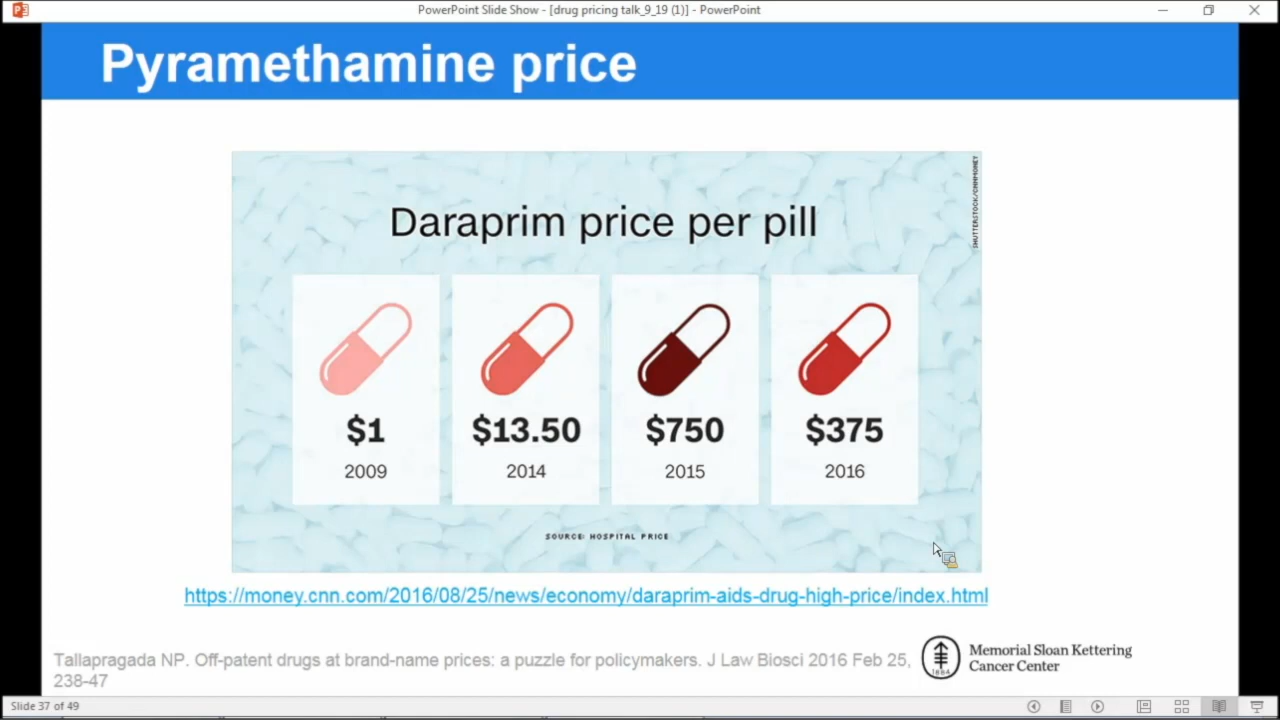 PowerPoint Slide Show - [drug pricing talk_9_19 (1)] - PowerPoint
Pyramethamine price
SHUTTERSTOCK/CNNMONEY
Daraprim price per pill
$1 $13.50 $750 $375
2009 2014 2015 2016
SOURCE: HOSPITAL PRICE
https://money.cnn.com/2016/08/25/news/economy/daraprim-aids-drug-high-price/index.html
Tallapragada NP. Off-patent drugs at brand-name prices: a puzzle for policymakers. J Law Biosci 2016 Feb 25,
238-47
1884
Memorial Sloan Kettering
Cancer Center
Slide 37 of 49